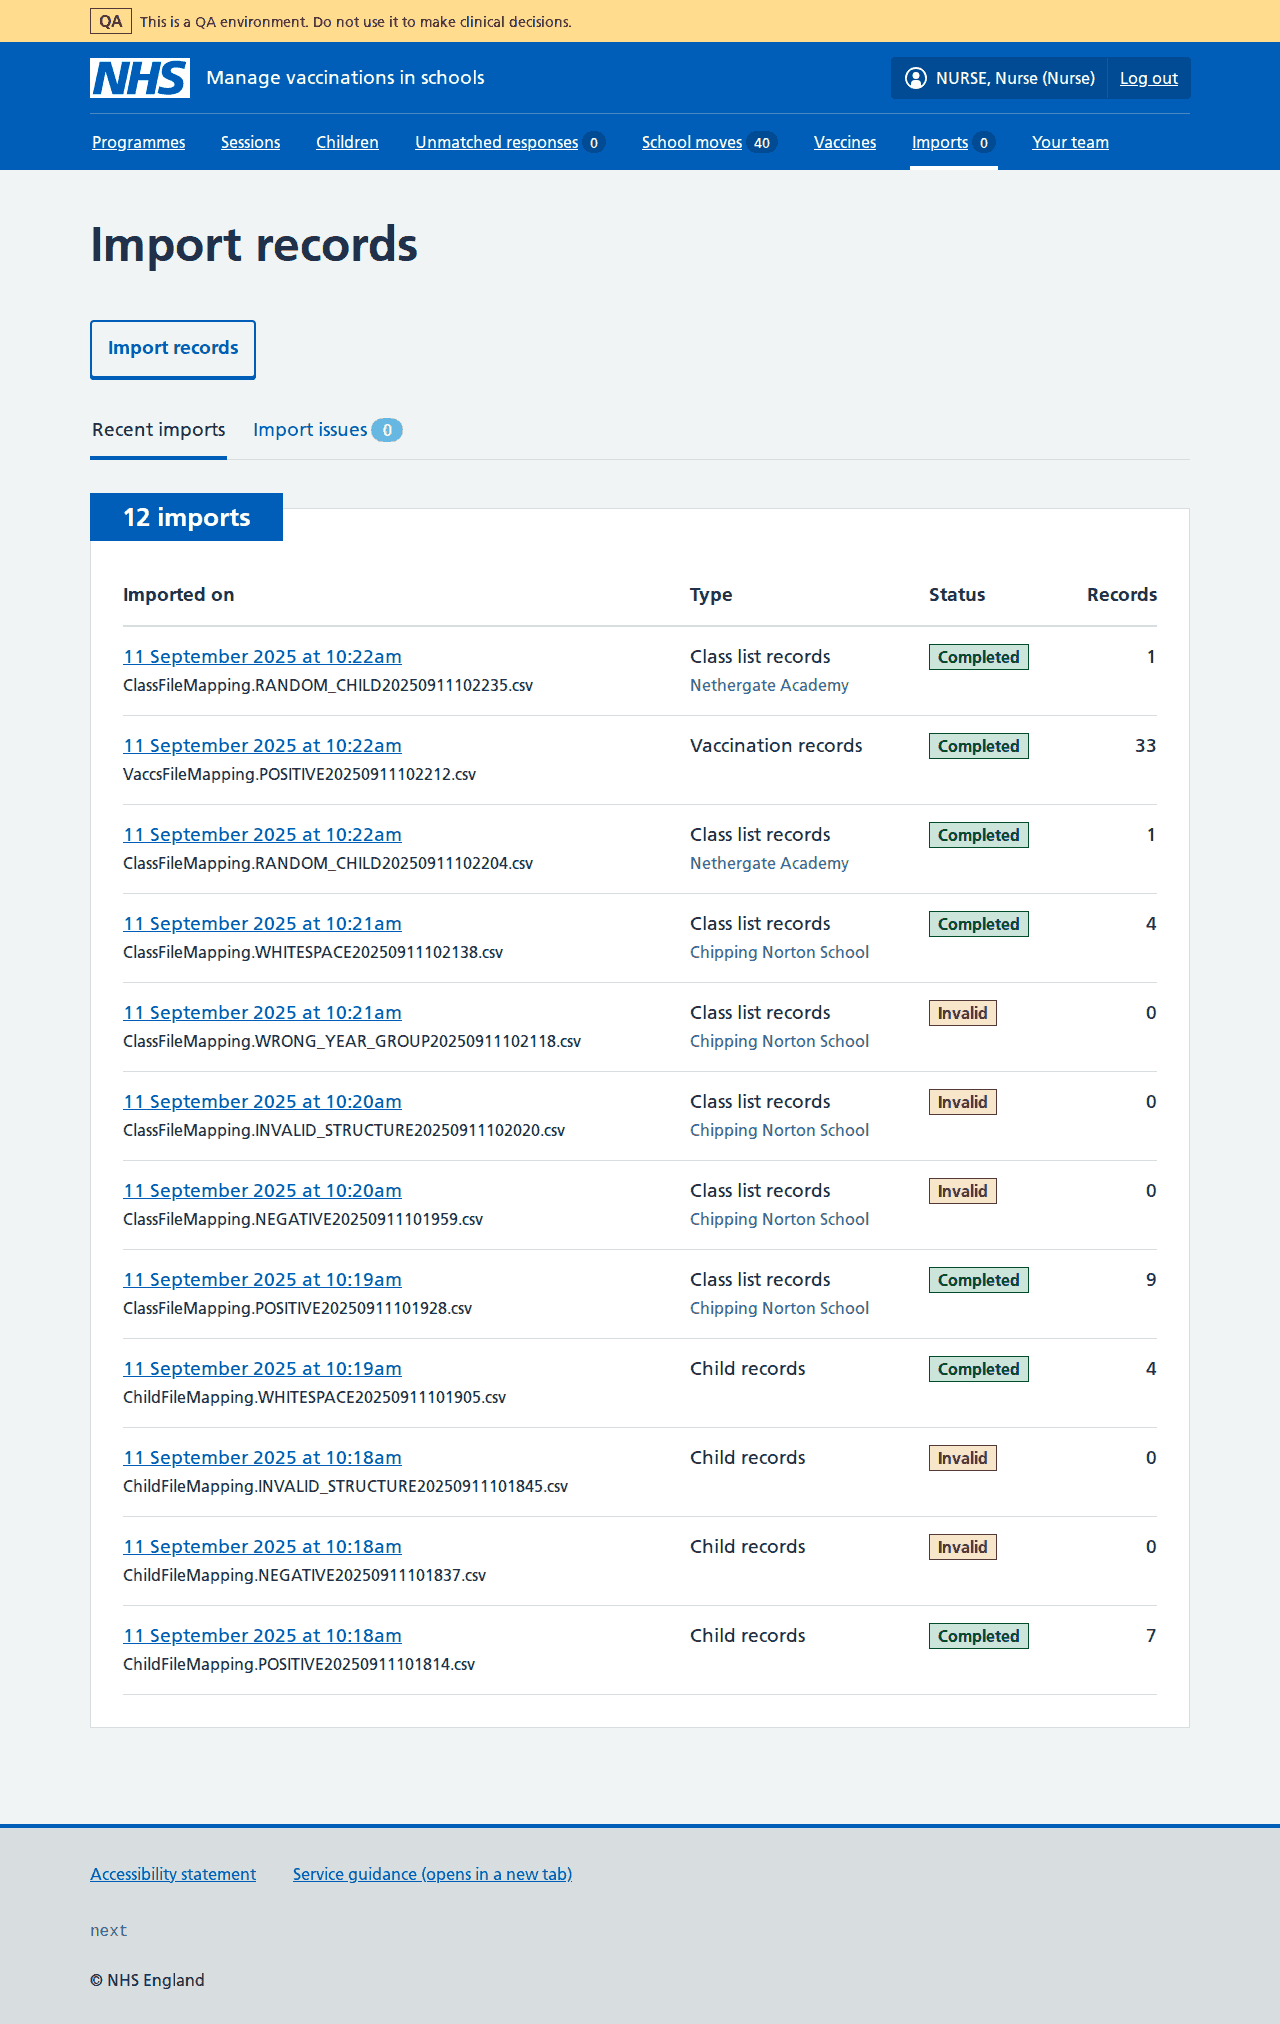 QA This is a QA environment. Do not use it to make clinical decisions.
NHS Manage vaccinations in schools NURSE, Nurse (Nurse) Log out
Programmes Sessions Children Unmatched responses 0 School moves 40 Vaccines Imports 0 Your team
Import records
Import records
Recent imports Import issues 0
12 imports
Imported on Type Status Records
11 September 2025 at 10:22am Class list records Completed 1
ClassFileMapping.RANDOM_CHILD20250911102235.csv Nethergate Academy
11 September 2025 at 10:22am Vaccination records Completed 33
VaccsFileMapping.POSITIVE20250911102212.csv
11 September 2025 at 10:22am Class list records Completed 1
ClassFileMapping.RANDOM_CHILD20250911102204.csv Nethergate Academy
11 September 2025 at 10:21am Class list records Completed 4
ClassFileMapping.WHITESPACE20250911102138.csv Chipping Norton School
11 September 2025 at 10:21am Class list records Invalid 0
ClassFileMapping.WRONG_YEAR_GROUP20250911102118.csv Chipping Norton School
11 September 2025 at 10:20am Class list records Invalid 0
ClassFileMapping.INVALID_STRUCTURE20250911102020.csv Chipping Norton School
11 September 2025 at 10:20am Class list records Invalid 0
ClassFileMapping.NEGATIVE20250911101959.csv Chipping Norton School
11 September 2025 at 10:19am Class list records Completed 9
ClassFileMapping.POSITIVE20250911101928.csv Chipping Norton School
11 September 2025 at 10:19am Child records Completed 4
ChildFileMapping.WHITESPACE20250911101905.csv
11 September 2025 at 10:18am Child records Invalid 0
ChildFileMapping.INVALID_STRUCTURE20250911101845.csv
11 September 2025 at 10:18am Child records Invalid 0
ChildFileMapping.NEGATIVE20250911101837.csv
11 September 2025 at 10:18am Child records Completed 7
ChildFileMapping.POSITIVE20250911101814.csv
Accessibility statement Service guidance (opens in a new tab)
next
© NHS England